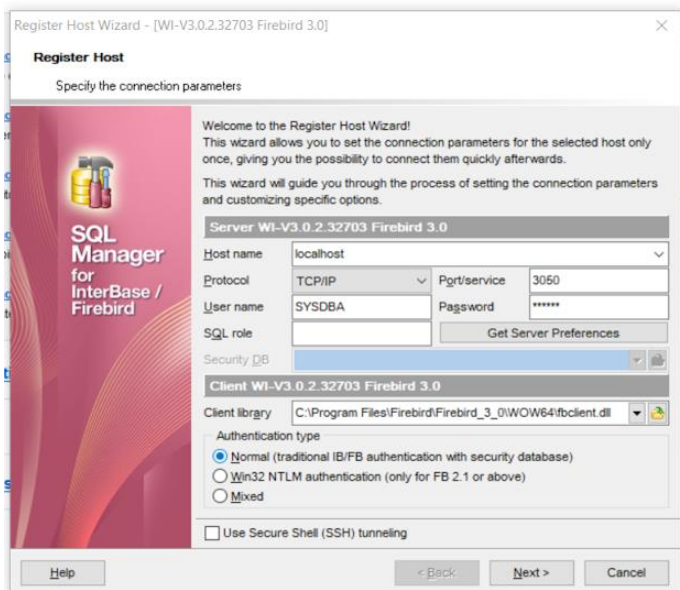 Register Host Wizard - [WI-V3.0.2.32703 Firebird 3.0]
Register Host
Specify the connection parameters
Welcome to the Register Host Wizard!
This wizard allows you to set the connection parameters for the selected host only
once, giving you the possibility to connect them quickly afterwards.
This wizard will guide you through the process of setting the connection parameters
and customizing specific options.
SQL
Manager
for
InterBase /
Firebird
Server WI-V3.0.2.32703 Firebird 3.0
Host name localhost
Protocol TCP/IP Port/service 3050
User name SYSDBA Password ******
SQL role Get Server Preferences
Security DB
Client WI-V3.0.2.32703 Firebird 3.0
Client library C:\Program Files\Firebird\Firebird_3_0\WOW64\fbclient.dll
Authentication type
Normal (traditional IB/FB authentication with security database)
Win32 NTLM authentication (only for FB 2.1 or above)
Mixed
Use Secure Shell (SSH) tunneling
Help < Back Next > Cancel